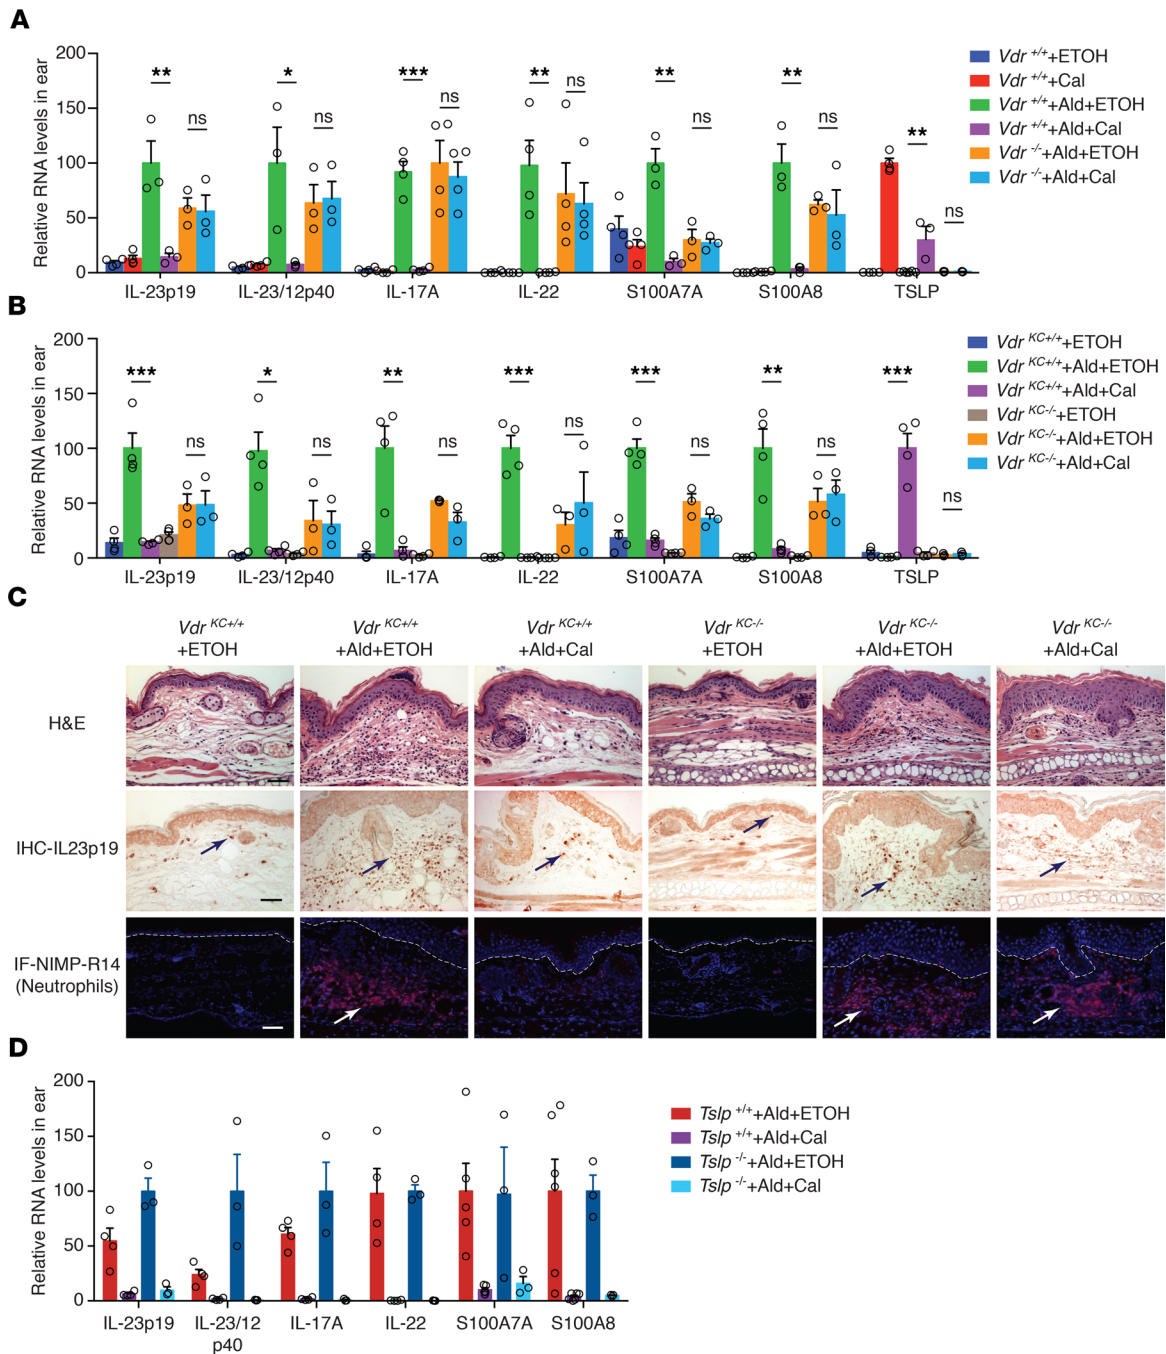 A
Relative RNA levels in ear
200
150
100
50
0
** * *** ns ** ns ** ns ** ns ** ns
ns ns
IL-23p19 IL-23/12p40 IL-17A IL-22 S100A7A S100A8 TSLP
Vdr +/++ETOH
Vdr +/++Cal
Vdr +/++Ald+ETOH
Vdr +/++Ald+Cal
Vdr -/-+Ald+ETOH
Vdr -/-+Ald+Cal
B
Relative RNA levels in ear
200
150
100
50
0
*** * ** *** *** ** ***
ns ns ns ns ns ns ns
IL-23p19 IL-23/12p40 IL-17A IL-22 S100A7A S100A8 TSLP
Vdr KC+/++ETOH
Vdr KC+/++Ald+ETOH
Vdr KC+/++Ald+Cal
Vdr KC-/-+ETOH
Vdr KC-/-+Ald+ETOH
Vdr KC-/-+Ald+Cal
C
Vdr KC+/+ Vdr KC+/+ Vdr KC+/+ Vdr KC-/- Vdr KC-/- Vdr KC-/-
+ETOH +Ald+ETOH +Ald+Cal +ETOH +Ald+ETOH +Ald+Cal
H&E
IHC-IL23p19
IF-NIMP-R14
(Neutrophils)
D
Relative RNA levels in ear
200
150
100
50
0
IL-23p19 IL-23/12 IL-17A IL-22 S100A7A S100A8
p40
Tslp +/++Ald+ETOH
Tslp +/++Ald+Cal
Tslp -/-+Ald+ETOH
Tslp -/-+Ald+Cal